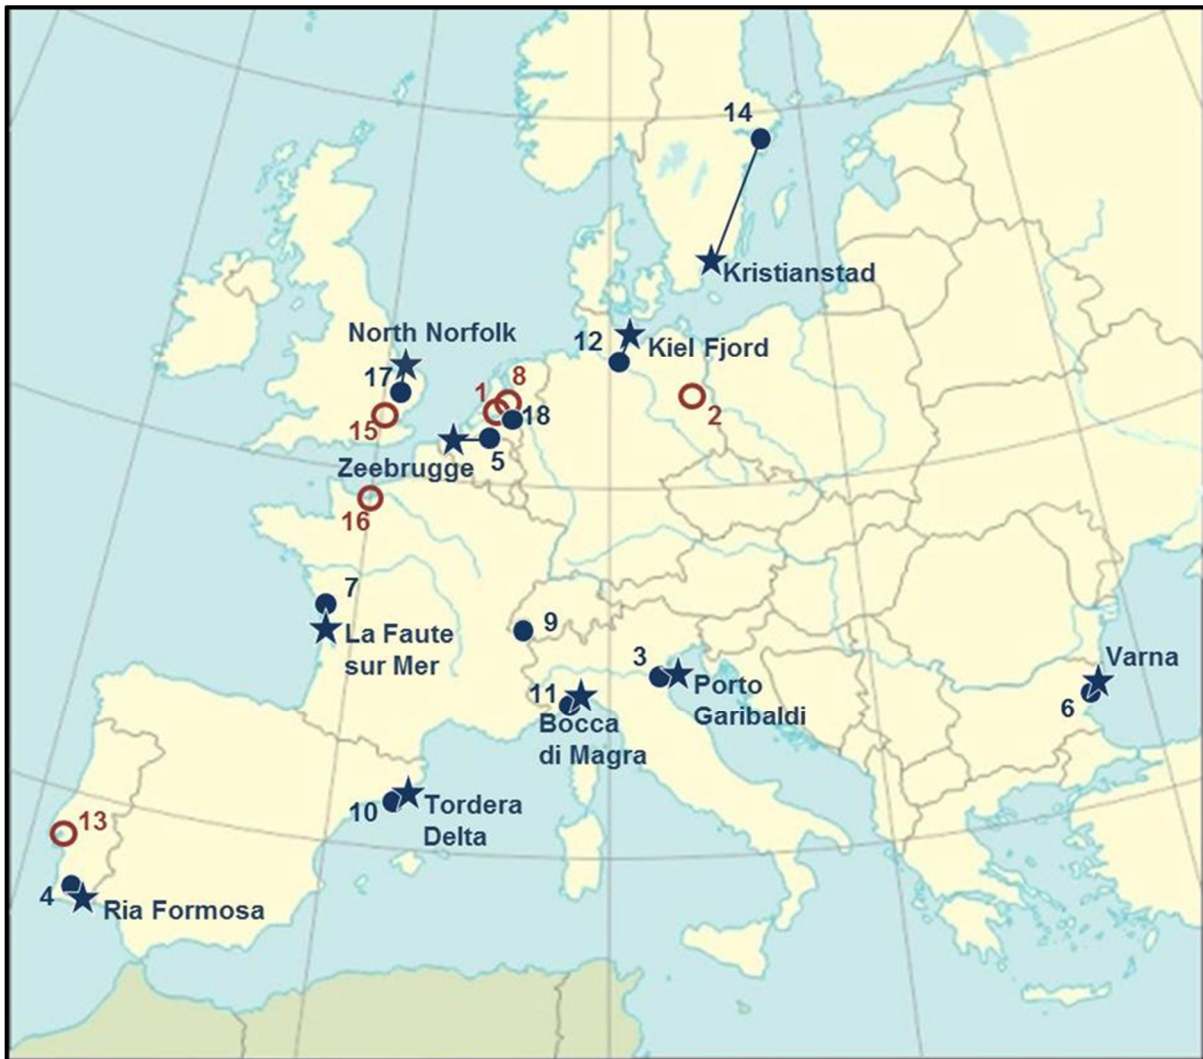 14
Kristianstad
North Norfolk
12
Kiel Fjord
17
8
1
18
2
15
Zeebrugge
5
16
7
La Faute
sur Mer
9
3
Porto
Garibaldi
Varna
6
11
Bocca
di Magra
10
Tordera
Delta
13
4
Ria Formosa